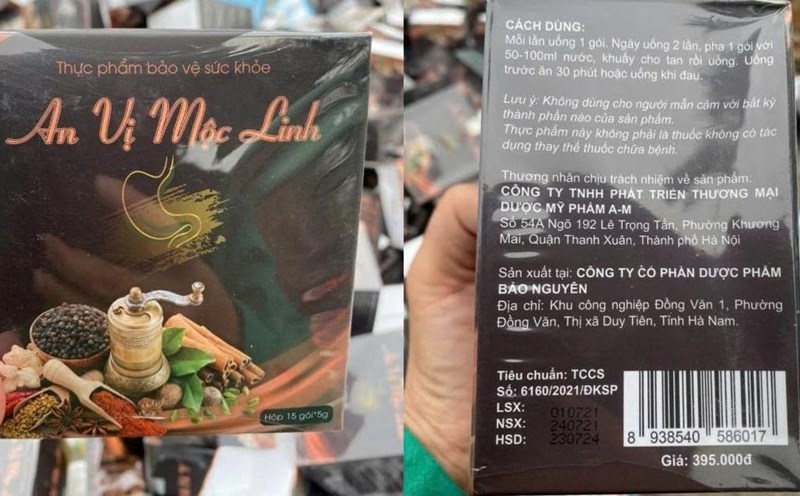 Thực phẩm bảo vệ sức khỏe
An Vị Mộc Linh
Hộp 15 gói*5g
CÁCH DÙNG:
Mỗi lần uống 1 gói. Ngày uống 2 lần, pha 1 gói với
50-100ml nước, khuấy cho tan rồi uống. Uống
trước ăn 30 phút hoặc uống khi đau.
Lưu ý: Không dùng cho người mẫn cảm với bất kỳ
thành phần nào của sản phẩm.
Thực phẩm này không phải là thuốc không có tác
dụng thay thế thuốc chữa bệnh.
Thương nhân chịu trách nhiệm về sản phẩm:
CÔNG TY TNHH PHÁT TRIỂN THƯƠNG MẠI
DƯỢC MỸ PHẨM A-M
Số 54A Ngõ 192 Lê Trọng Tấn, Phường Khương
Mai, Quận Thanh Xuân, Thành phố Hà Nội
Sản xuất tại: CÔNG TY CỔ PHẦN DƯỢC PHẨM
BẢO NGUYÊN
Địa chỉ: Khu công nghiệp Đồng Văn 1, Phường
Đồng Văn, Thị xã Duy Tiên, Tỉnh Hà Nam.
Tiêu chuẩn: TCCS
Số: 6160/2021/ĐKSP
LSX: 010721
NSX: 240721
HSD: 230724
8 938540 586017
Giá: 395.000đ